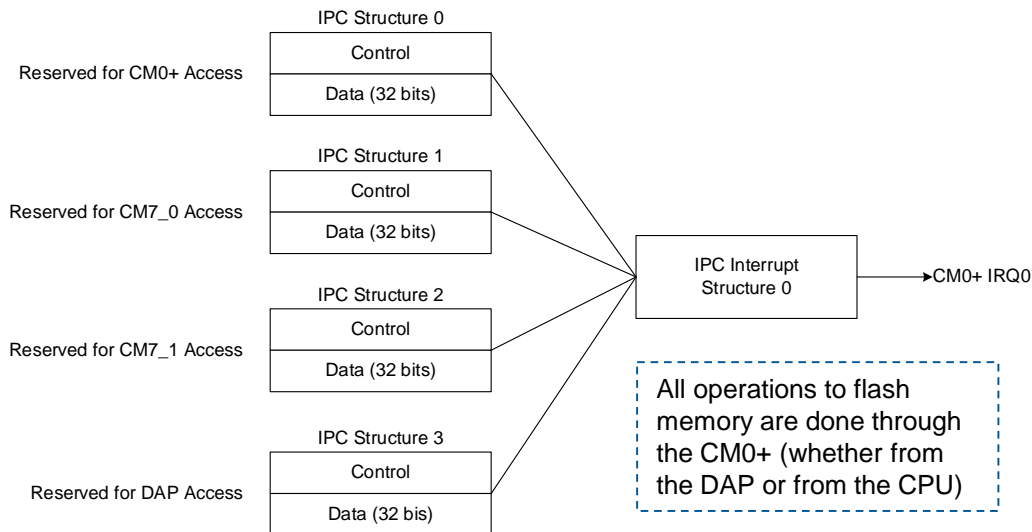 IPC Structure 0
Reserved for CM0+ Access
Control
Data (32 bits)
IPC Structure 1
Reserved for CM7_0 Access
Control
Data (32 bits)
IPC Structure 2
Reserved for CM7_1 Access
Control
Data (32 bits)
IPC Structure 3
Reserved for DAP Access
Control
Data (32 bis)
IPC Interrupt
Structure 0
CM0+ IRQ0
All operations to flash
memory are done through
the CM0+ (whether from
the DAP or from the CPU)